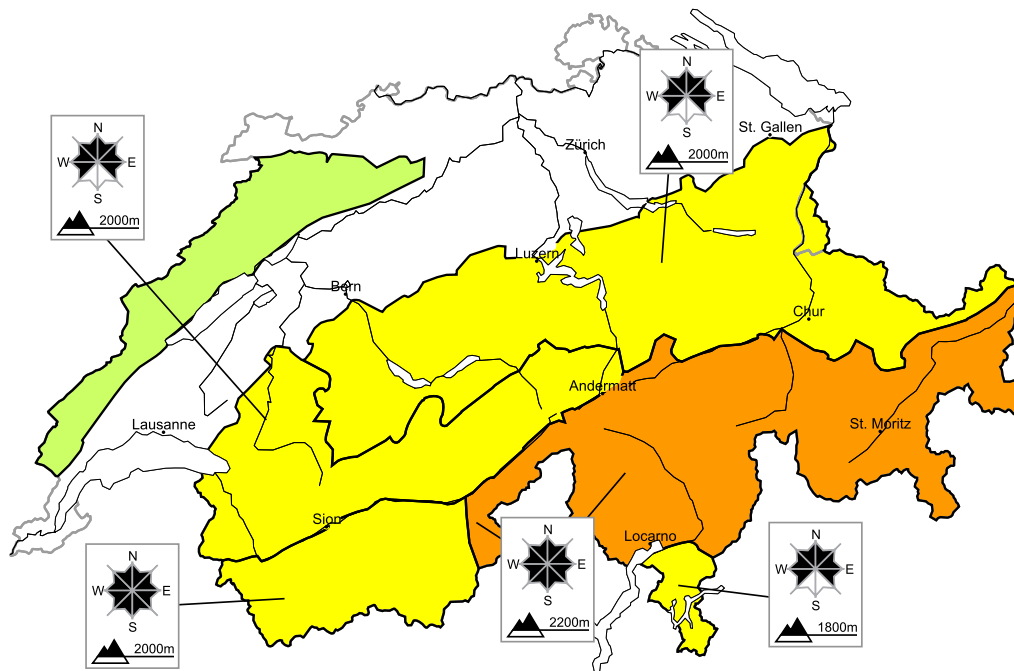 N
W E
S
2000m
St. Gallen
Zürich
N
W E
S
2000m
Luzern
Bern
Chur
Andermatt
Lausanne
St. Moritz
Sion
Locarno
N
W E
S
2200m
N
W E
S
1800m
N
W E
S
2000m